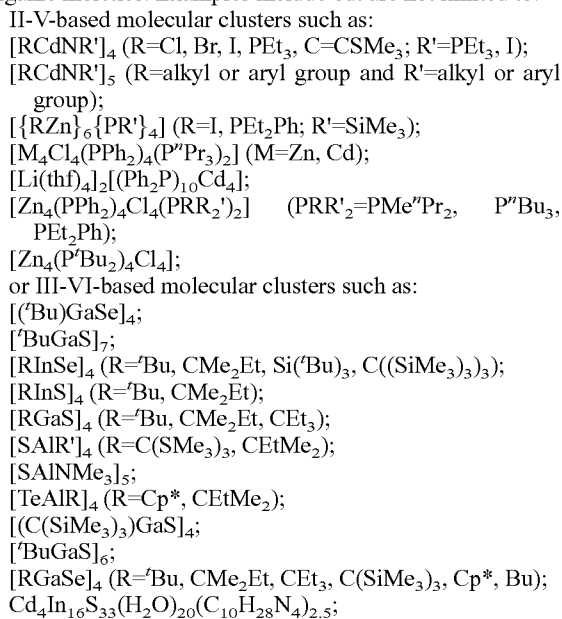 II-V-based molecular clusters such as:
[RCdNR']₄ (R=Cl, Br, I, PEt₃, C=CSMe₃; R'=PEt₃, I);
[RCdNR']₅ (R=alkyl or aryl group and R'=alkyl or aryl
group);
[{RZn}₆{PR'}₄] (R=I, PEt₂Ph; R'=SiMe₃);
[M₄Cl₄(PPh₂)₄(PⁿPr₃)₂] (M=Zn, Cd);
[Li(thf)₄]₂[(Ph₂P)₁₀Cd₄];
[Zn₄(PPh₂)₄Cl₄(PRR₂')₂] (PRR'₂=PMeⁿPr₂, PⁿBu₃,
PEt₂Ph);
[Zn₄(PᵗBu₂)₄Cl₄];
or III-VI-based molecular clusters such as:
[(ᵗBu)GaSe]₄;
[ᵗBuGaS]₇;
[RInSe]₄ (R=ᵗBu, CMe₂Et, Si(ᵗBu)₃, C((SiMe₃)₃)₃);
[RInS]₄ (R=ᵗBu, CMe₂Et);
[RGaS]₄ (R=ᵗBu, CMe₂Et, CEt₃);
[SAlR']₄ (R=C(SMe₃)₃, CEtMe₂);
[SAlNMe₃]₅;
[TeAlR]₄ (R=Cp*, CEtMe₂);
[(C(SiMe₃)₃)GaS]₄;
[ᵗBuGaS]₆;
[RGaSe]₄ (R=ᵗBu, CMe₂Et, CEt₃, C(SiMe₃)₃, Cp*, Bu);
Cd₄In₁₆S₃₃(H₂O)₂₀(C₁₀H₂₈N₄)₂.₅;